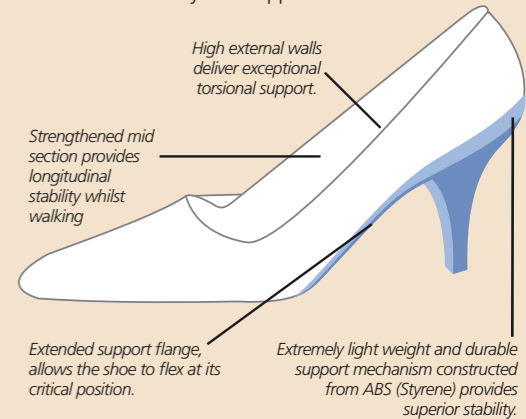 High external walls
deliver exceptional
torsional support.
Strengthened mid
section provides
longitudinal
stability whilst
walking
Extended support flange,
allows the shoe to flex at its
critical position.
Extremely light weight and durable
support mechanism constructed
from ABS (Styrene) provides
superior stability.